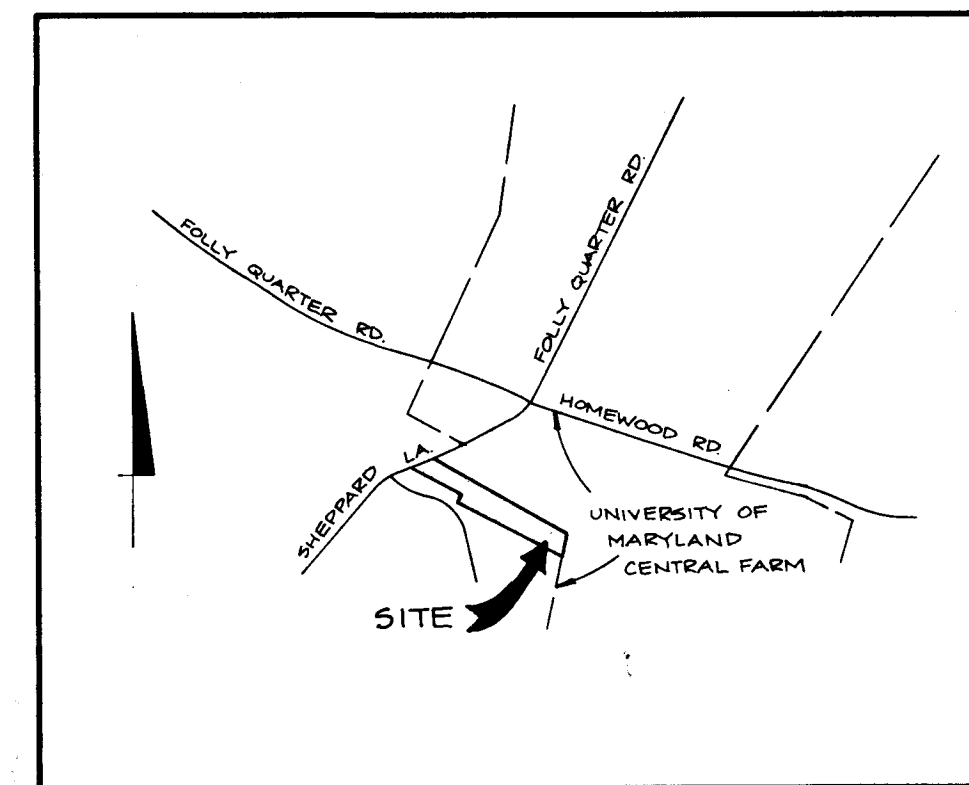 FOLLY QUARTER RD.
FOLLY QUARTER RD.
HOMEWOOD RD.
SHEPPARD LA.
UNIVERSITY OF
MARYLAND
CENTRAL FARM
SITE